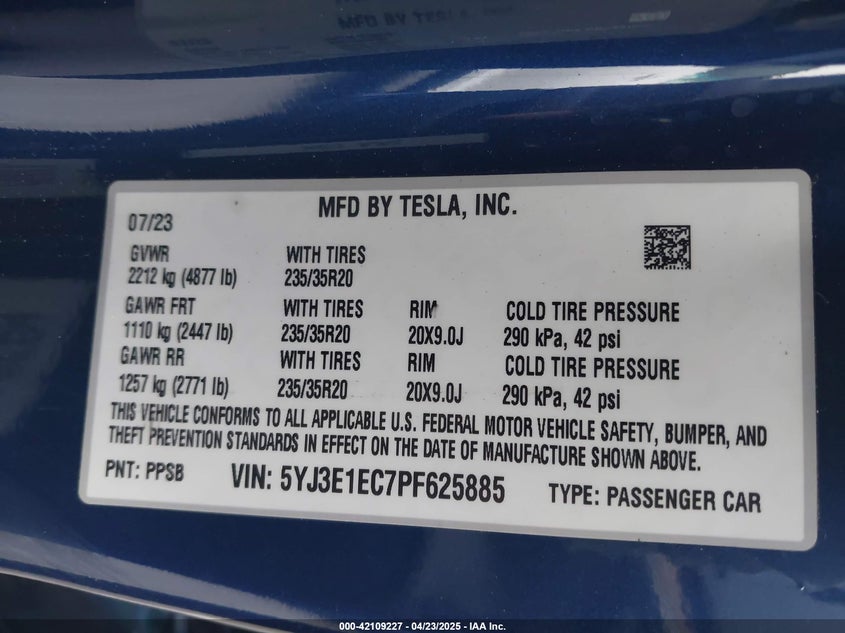 MFD BY TESLA, INC.
07/23
GVWR WITH TIRES
2212 kg (4877 lb) 235/35R20
GAWR FRT WITH TIRES RIM COLD TIRE PRESSURE
1110 kg (2447 lb) 235/35R20 20X9.0J 290 kPa, 42 psi
GAWR RR WITH TIRES RIM COLD TIRE PRESSURE
1257 kg (2771 lb) 235/35R20 20X9.0J 290 kPa, 42 psi
THIS VEHICLE CONFORMS TO ALL APPLICABLE U.S. FEDERAL MOTOR VEHICLE SAFETY, BUMPER, AND
THEFT PREVENTION STANDARDS IN EFFECT ON THE DATE OF MANUFACTURE SHOWN ABOVE.
PNT: PPSB VIN: 5YJ3E1EC7PF625885 TYPE: PASSENGER CAR
000-42109227 - 04/23/2025 - IAA Inc.